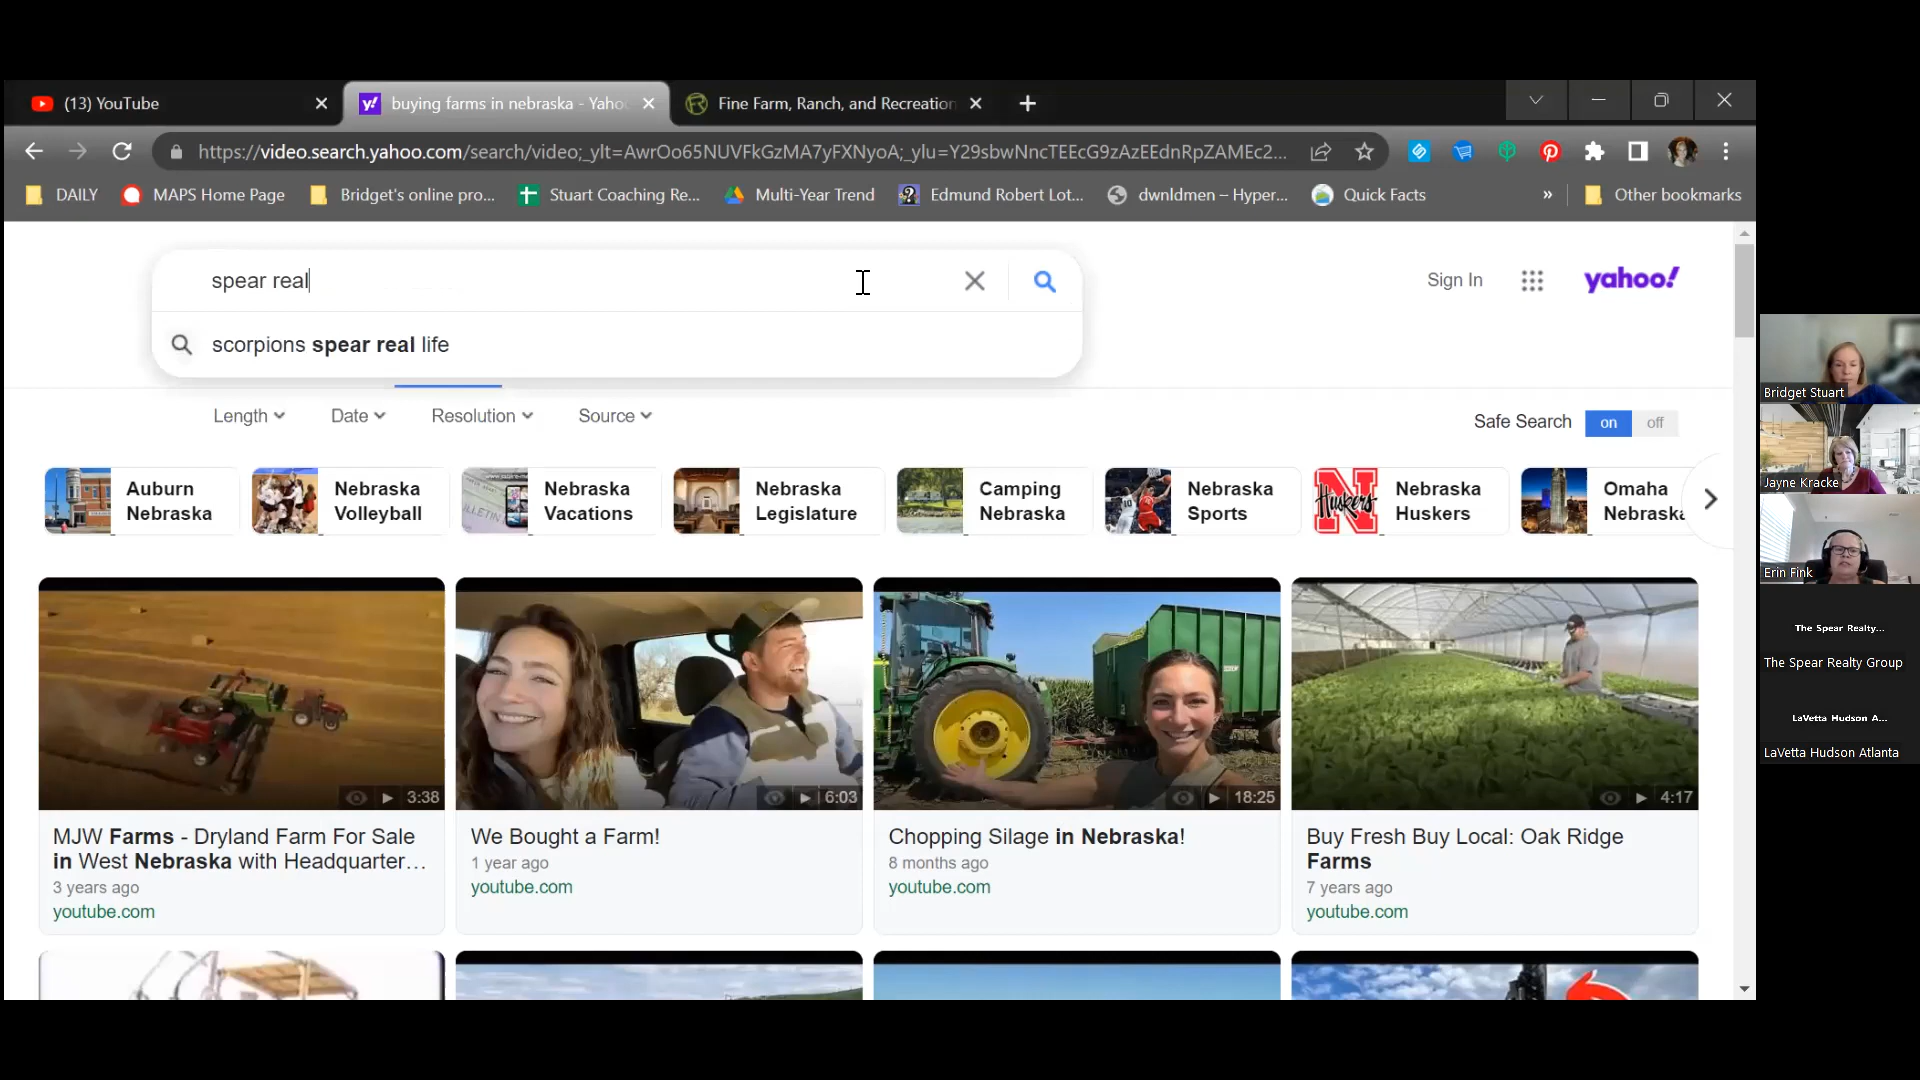 (13) YouTube
buying farms in nebraska - Yaho
Fine Farm, Ranch, and Recreation
https://video.search.yahoo.com/search/video;_ylt=AwrOo65NUVFkGzMA7yFXNyoA;_ylu=Y29sbwNncTEEcG9zAzEEdnRpZAMEc2...
DAILY
MAPS Home Page
Bridget's online pro...
Stuart Coaching Re...
Multi-Year Trend
Edmund Robert Lot...
dwnldmen – Hyper...
Quick Facts
»
Other bookmarks
spear real
Sign In
yahoo!
scorpions spear real life
Length
Date
Resolution
Source
Safe Search
on
off
Auburn
Nebraska
Nebraska
Volleyball
Nebraska
Vacations
Nebraska
Legislature
Camping
Nebraska
Nebraska
Sports
Nebraska
Huskers
Omaha
Nebraska
Huskers
3:38
6:03
18:25
4:17
MJW Farms - Dryland Farm For Sale
in West Nebraska with Headquarter...
3 years ago
youtube.com
We Bought a Farm!
1 year ago
youtube.com
Chopping Silage in Nebraska!
8 months ago
youtube.com
Buy Fresh Buy Local: Oak Ridge
Farms
7 years ago
youtube.com
Bridget Stuart
Jayne Kracke
Erin Fink
The Spear Realty...
The Spear Realty Group
LaVetta Hudson A...
LaVetta Hudson Atlanta